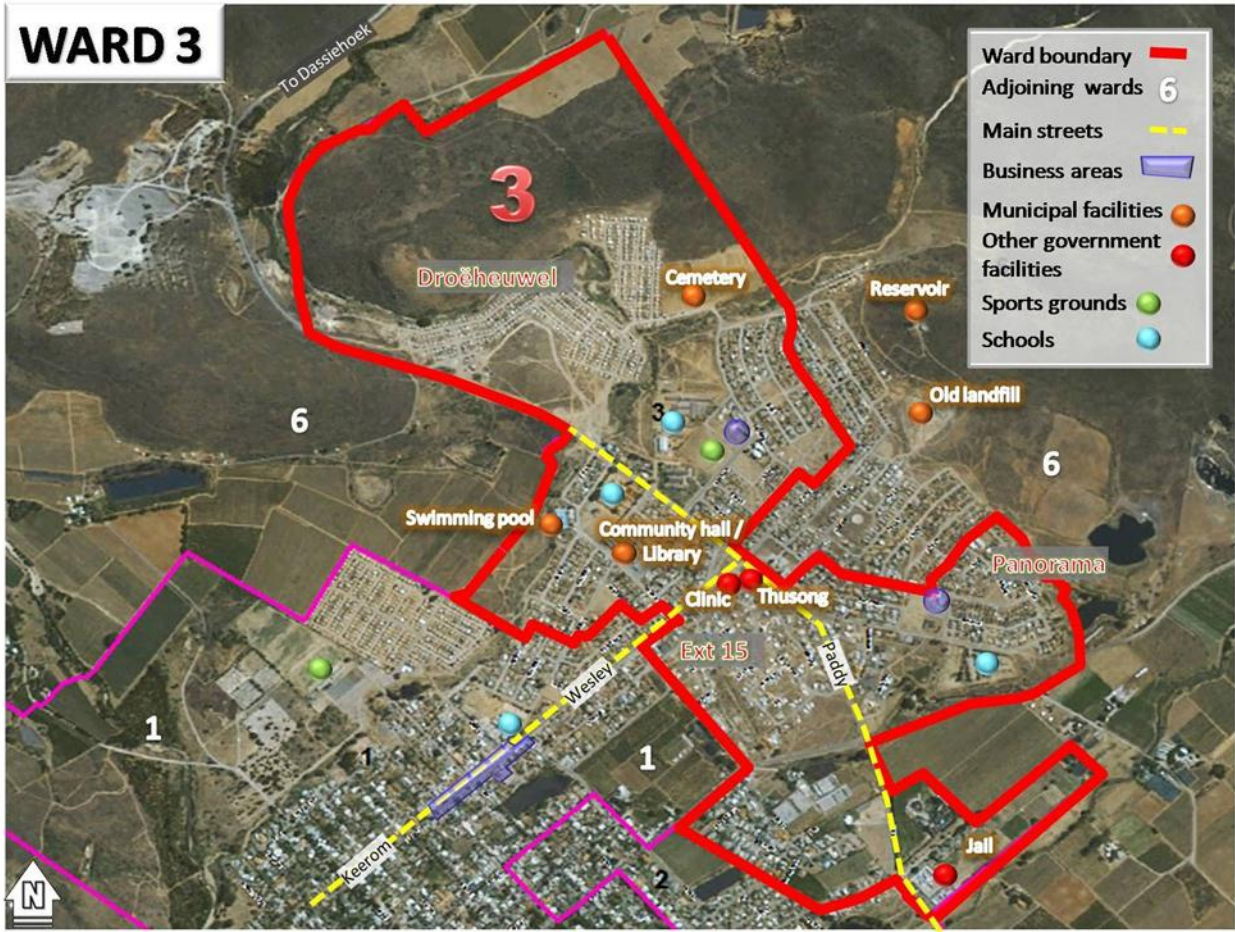 WARD 3
To Dassiehoek
Ward boundary
Adjoining wards 6
Main streets
Business areas
Municipal facilities
Other government
facilities
Sports grounds
Schools
3
Droëheuwel
Cemetery
Reservoir
6
3
Old landfill
6
Swimming pool
Community hall /
Library
Panorama
Clinic
Thusong
Ext 15
Wesley
Paddy
1
1
1
Keerom
2
Jail
N